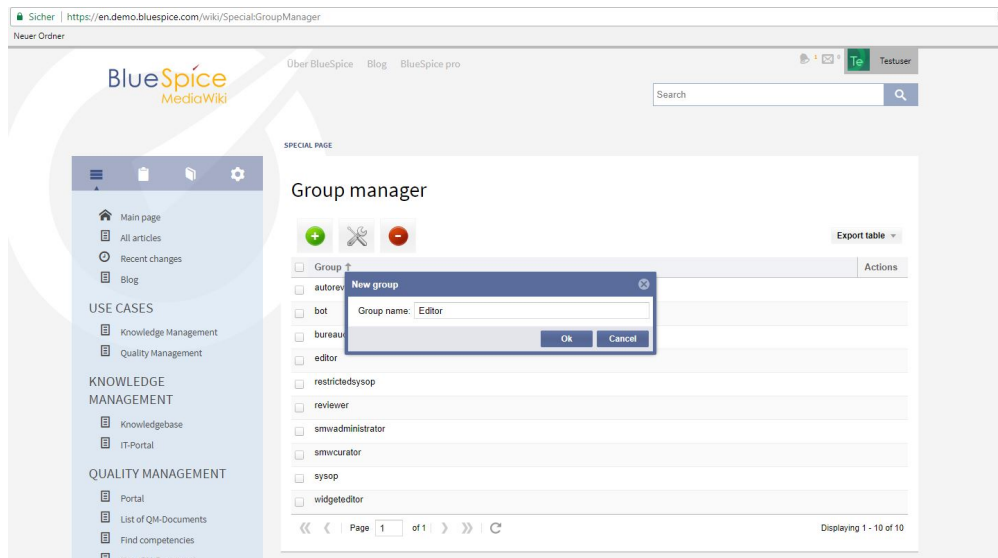 Sicher | https://en.demo.bluespice.com/wiki/Special:GroupManager
Neuer Ordner
BlueSpice
MediaWiki
Über BlueSpice Blog BlueSpice pro
Te Testuser
Search
SPECIAL PAGE
Main page
All articles
Recent changes
Blog
USE CASES
Knowledge Management
Quality Management
KNOWLEDGE
MANAGEMENT
Knowledgebase
IT-Portal
QUALITY MANAGEMENT
Portal
List of QM-Documents
Find competencies
Group manager
Export table
Group Actions
autorev
bot
bureauc
editor
restrictedsysop
reviewer
smwadministrator
smwcurator
sysop
widgeteditor
New group
Group name: Editor
Ok Cancel
Page 1 of 1
Displaying 1 - 10 of 10